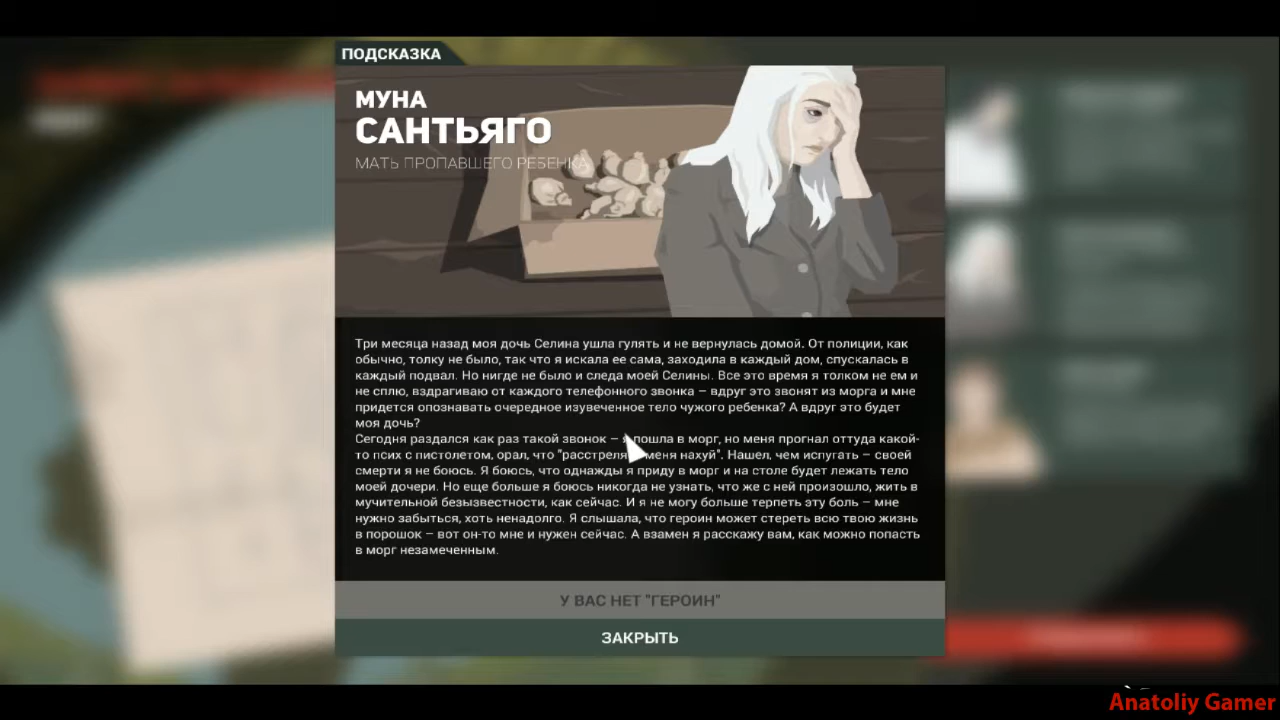 ПОДСКАЗКА
МУНА
САНТЬЯГО
МАТЬ ПРОПАВШЕГО РЕБЕНКА
Три месяца назад моя дочь Селина ушла гулять и не вернулась домой. От полиции, как
обычно, толку не было, так что я искала ее сама, заходила в каждый дом, спускалась в
каждый подвал. Но нигде не было и следа моей Селины. Все это время я толком не ем и
не сплю, вздрагиваю от каждого телефонного звонка – вдруг это звонят из морга и мне
придется опознавать очередное изувеченное тело чужого ребенка? А вдруг это будет
моя дочь?
Сегодня раздался как раз такой звонок – я пошла в морг, но меня прогнал оттуда какой-
то псих с пистолетом, орал, что "расстреля меня нахуй". Нашел, чем испугать – своей
смерти я не боюсь. Я боюсь, что однажды я приду в морг и на столе будет лежать тело
моей дочери. Но еще больше я боюсь никогда не узнать, что же с ней произошло, жить в
мучительной безызвестности, как сейчас. И я не могу больше терпеть эту боль – мне
нужно забыться, хоть ненадолго. Я слышала, что героин может стереть всю твою жизнь
в порошок – вот он-то мне и нужен сейчас. А взамен я расскажу вам, как можно попасть
в морг незамеченным.
У ВАС НЕТ "ГЕРОИН"
ЗАКРЫТЬ
Anatoliy Gamer